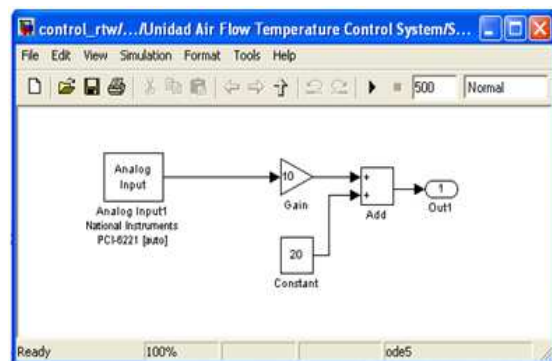 control_rtw/.../Unidad Air Flow Temperature Control System/S...
File Edit View Simulation Format Tools Help
500 Normal
Analog
Input
Analog Input1
National Instruments
PCI-6221 [auto]
10
Gain
20
Constant
+
+
Add
1
Out1
Ready 100% ode5